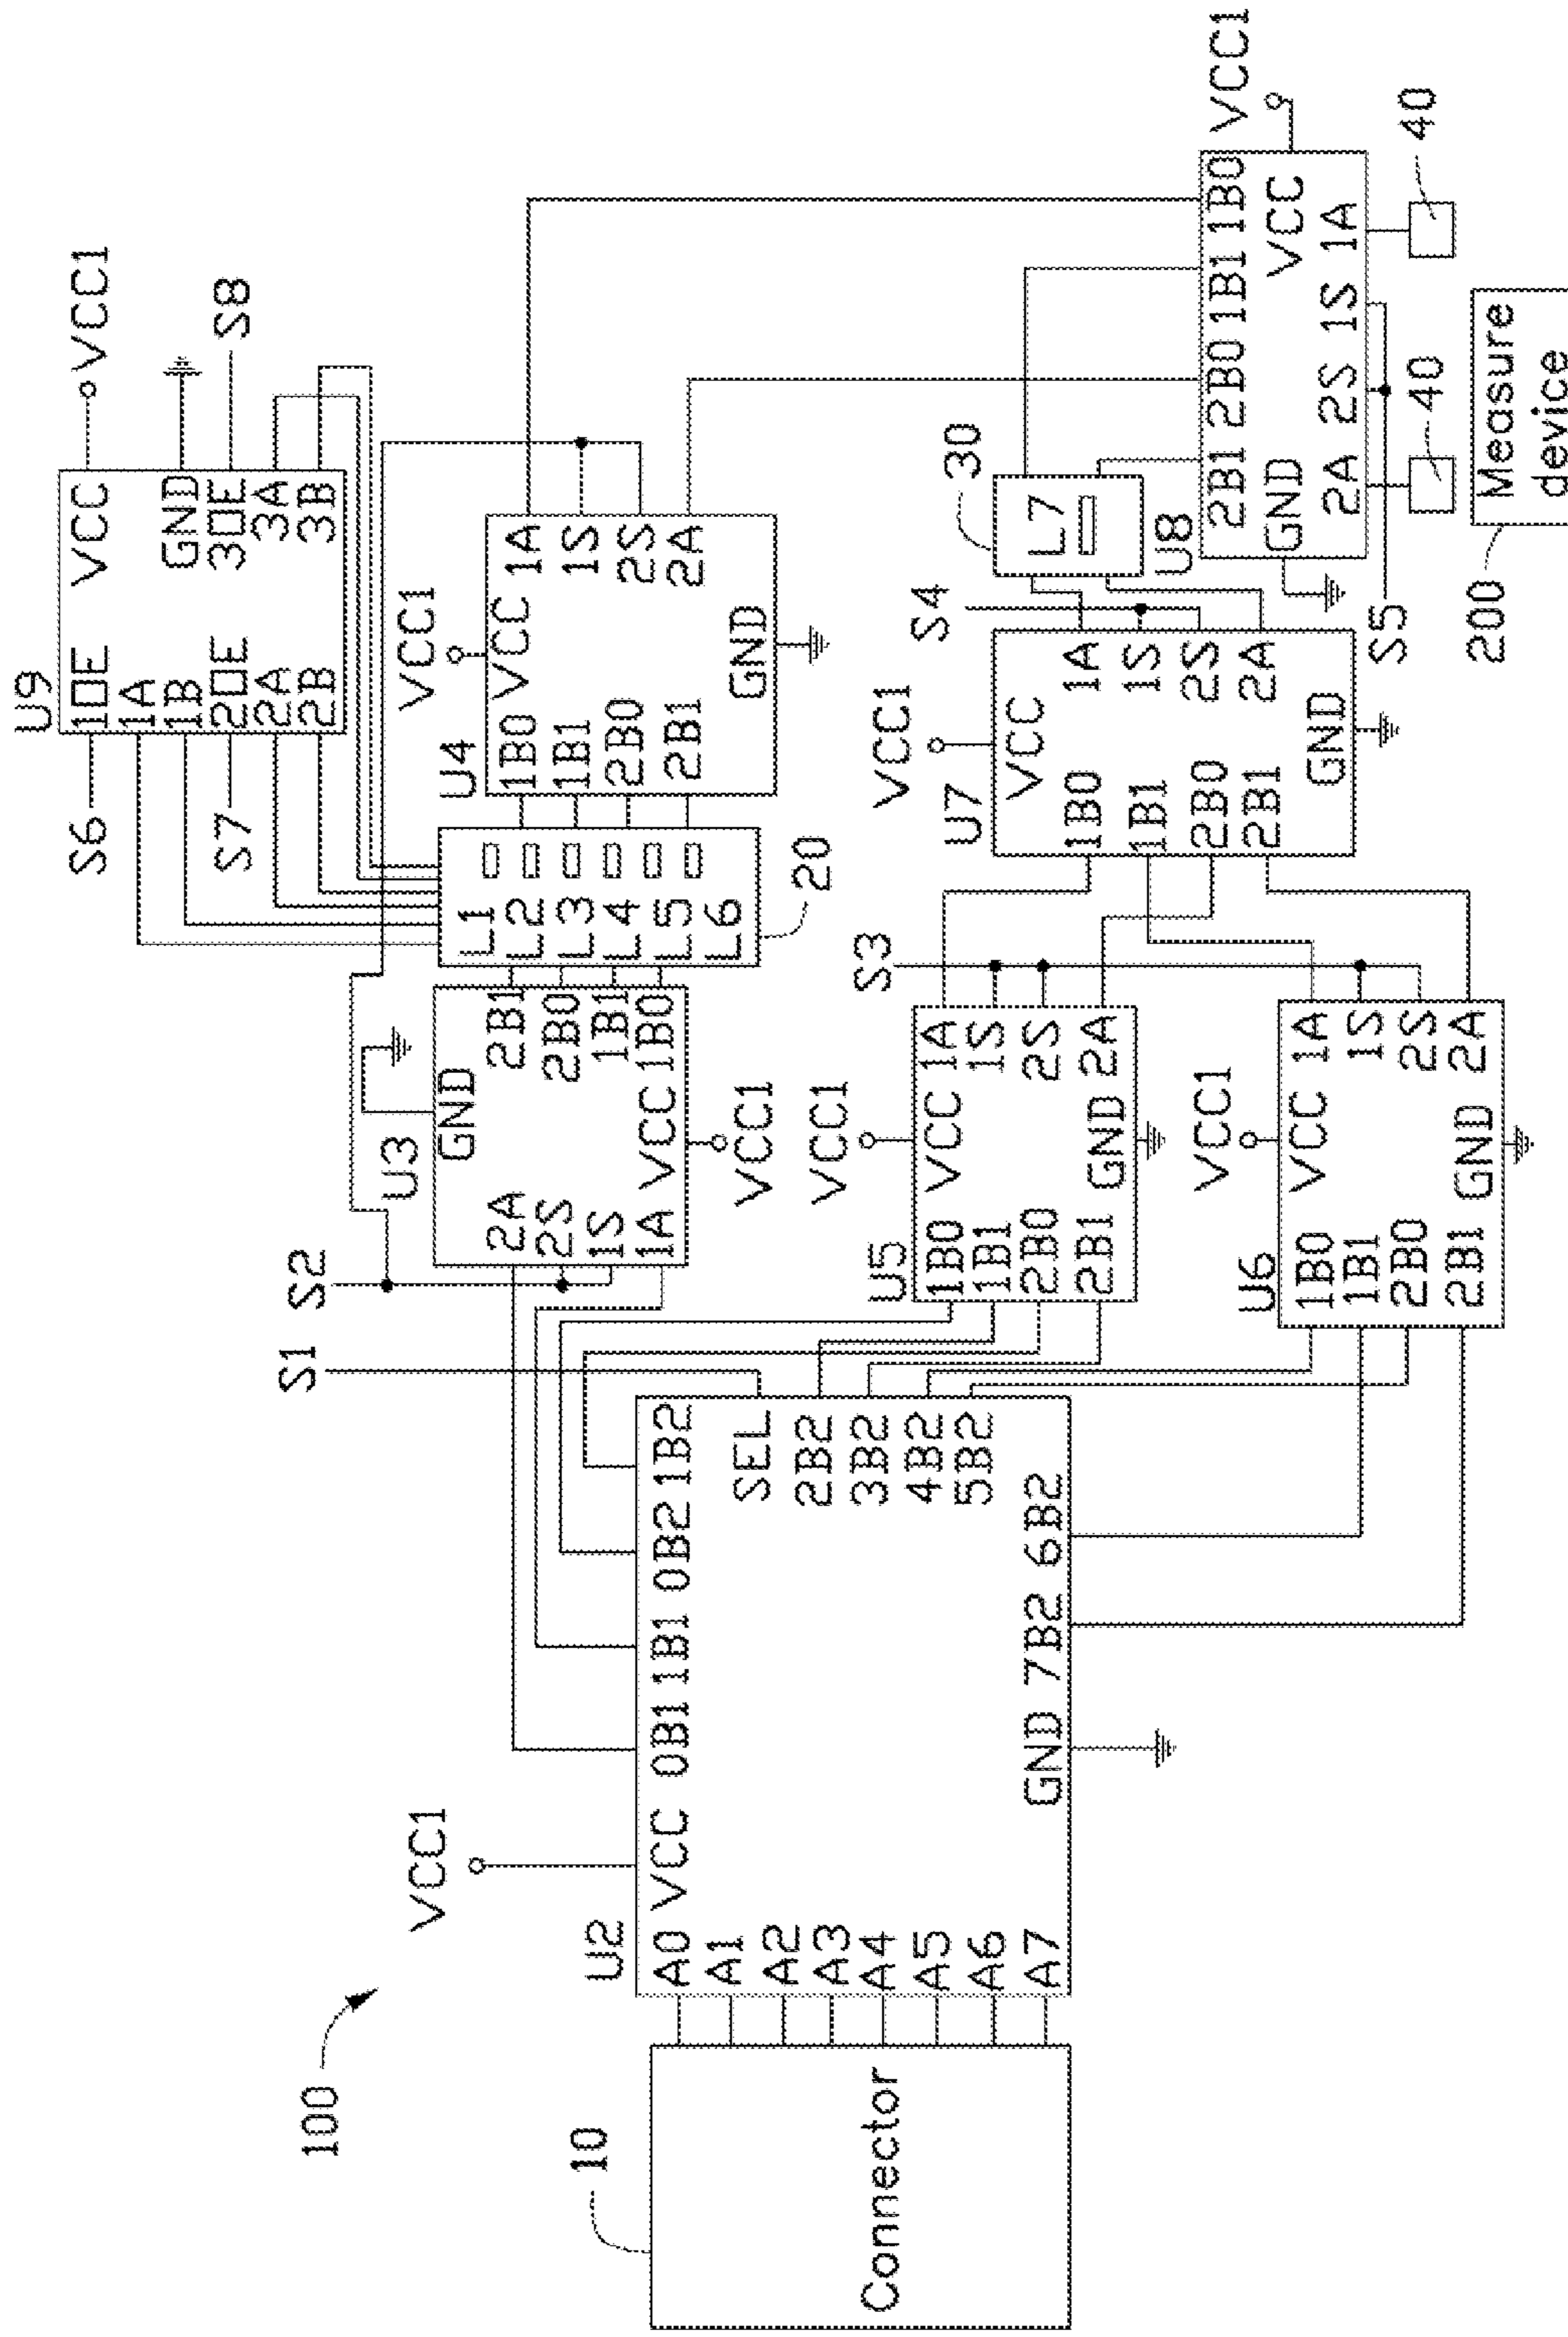 100
10
Connector
VCC1
U2
A0
A1
A2
A3
A4
A5
A6
A7
VCC
0B1
1B1
0B2
1B2
SEL
2B2
3B2
4B2
5B2
6B2
7B2
GND
S1
S2
U3
2A
2S
1S
1A
GND
VCC
2B1
2B0
1B1
1B0
VCC1
L1
L2
L3
L4
L5
L6
20
U4
1B0
1B1
2B0
2B1
VCC
GND
1A
1S
2S
2A
VCC1
U9
1OE
1A
1B
2OE
2A
2B
VCC
GND
3OE
3A
3B
S6
S7
VCC1
S8
U5
1B0
1B1
2B0
2B1
VCC
GND
1A
1S
2S
2A
VCC1
S3
U6
1B0
1B1
2B0
2B1
VCC
GND
1A
1S
2S
2A
VCC1
U7
1B0
1B1
2B0
2B1
VCC
GND
1A
1S
2S
2A
VCC1
S4
L7
30
U8
2B1
2B0
1B1
1B0
GND
VCC
2A
2S
1S
1A
VCC1
S5
40
40
200
Measure
device